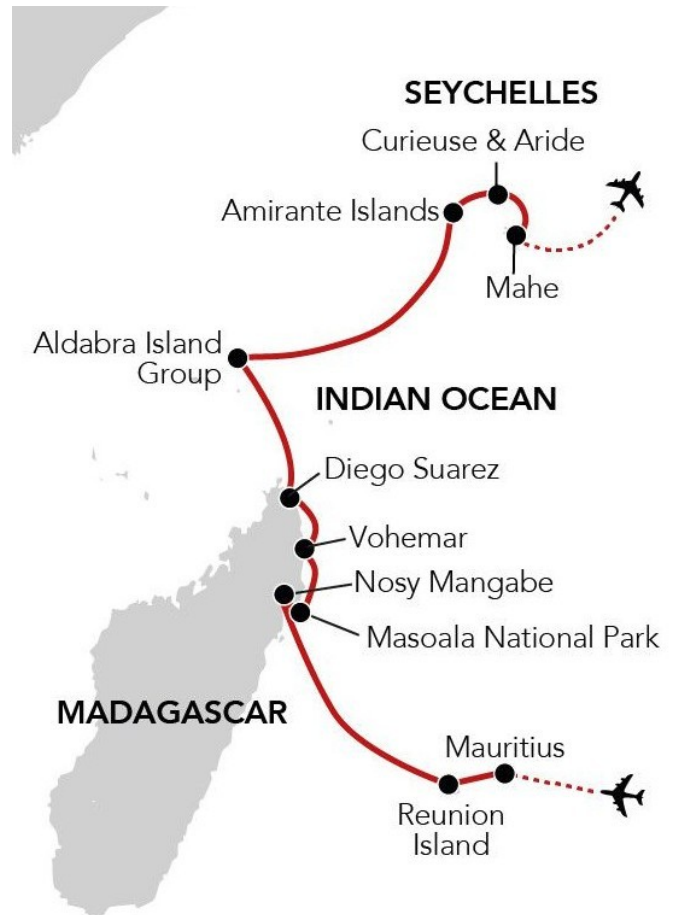 SEYCHELLES
Curieuse & Aride
Amirante Islands
Mahe
Aldabra Island
Group
INDIAN OCEAN
Diego Suarez
Vohemar
Nosy Mangabe
Masoala National Park
MADAGASCAR
Mauritius
Reunion
Island